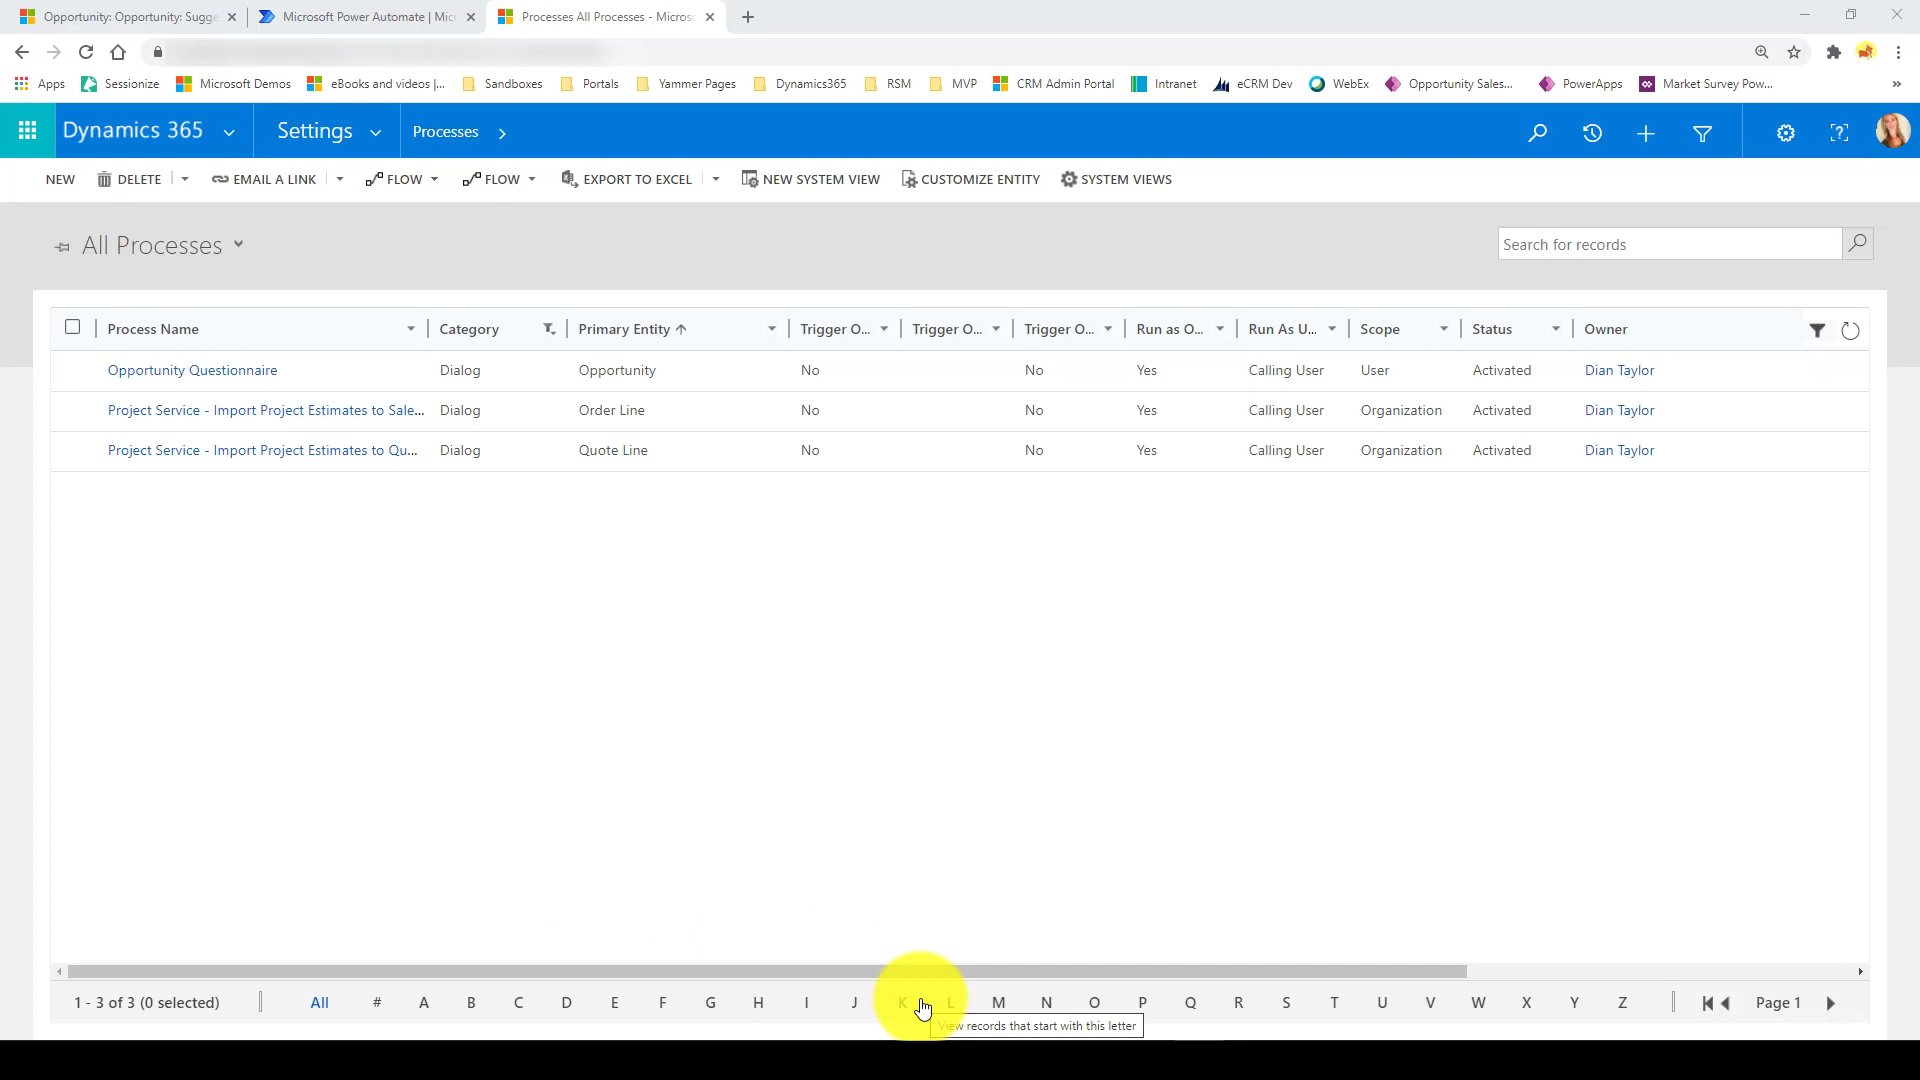 Opportunity: Opportunity: Sugge
Microsoft Power Automate | Micr
Processes All Processes - Microso
Apps
Sessionize
Microsoft Demos
eBooks and videos |...
Sandboxes
Portals
Yammer Pages
Dynamics365
RSM
MVP
CRM Admin Portal
Intranet
eCRM Dev
WebEx
Opportunity Sales...
PowerApps
Market Survey Pow...
»
Dynamics 365
Settings
Processes
NEW
DELETE
EMAIL A LINK
FLOW
FLOW
EXPORT TO EXCEL
NEW SYSTEM VIEW
CUSTOMIZE ENTITY
SYSTEM VIEWS
All Processes
Search for records
Process Name Category Primary Entity Trigger O... Trigger O... Trigger O... Run as O... Run As U... Scope Status Owner
Opportunity Questionnaire Dialog Opportunity No No Yes Calling User User Activated Dian Taylor
Project Service - Import Project Estimates to Sale... Dialog Order Line No No Yes Calling User Organization Activated Dian Taylor
Project Service - Import Project Estimates to Qu... Dialog Quote Line No No Yes Calling User Organization Activated Dian Taylor
1 - 3 of 3 (0 selected) All # A B C D E F G H I J K L M N O P Q R S T U V W X Y Z Page 1
View records that start with this letter